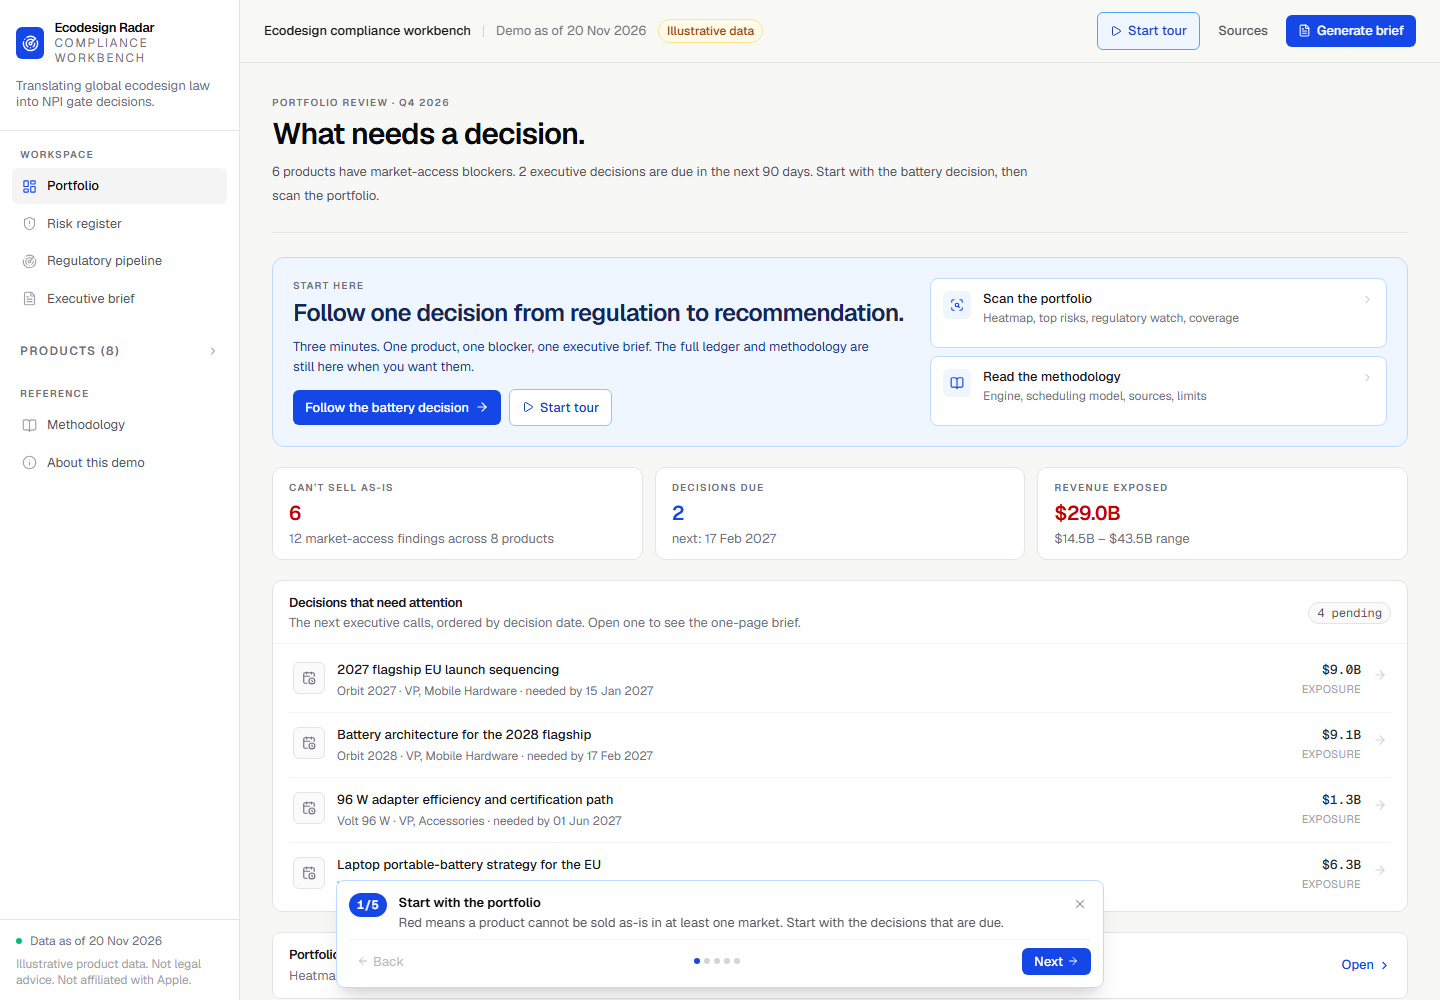 Ecodesign Radar
COMPLIANCE
WORKBENCH
Translating global ecodesign law
into NPI gate decisions.
WORKSPACE
Portfolio
Risk register
Regulatory pipeline
Executive brief
PRODUCTS (8)
REFERENCE
Methodology
About this demo
Data as of 20 Nov 2026
Illustrative product data. Not legal
advice. Not affiliated with Apple.
Ecodesign compliance workbench
Demo as of 20 Nov 2026
Illustrative data
Start tour
Sources
Generate brief
PORTFOLIO REVIEW · Q4 2026
What needs a decision.
6 products have market-access blockers. 2 executive decisions are due in the next 90 days. Start with the battery decision, then
scan the portfolio.
START HERE
Follow one decision from regulation to recommendation.
Three minutes. One product, one blocker, one executive brief. The full ledger and methodology are
still here when you want them.
Follow the battery decision
Start tour
Scan the portfolio
Heatmap, top risks, regulatory watch, coverage
Read the methodology
Engine, scheduling model, sources, limits
CAN'T SELL AS-IS
6
12 market-access findings across 8 products
DECISIONS DUE
2
next: 17 Feb 2027
REVENUE EXPOSED
$29.0B
$14.5B – $43.5B range
Decisions that need attention
The next executive calls, ordered by decision date. Open one to see the one-page brief.
4 pending
2027 flagship EU launch sequencing
Orbit 2027 · VP, Mobile Hardware · needed by 15 Jan 2027
$9.0B
EXPOSURE
Battery architecture for the 2028 flagship
Orbit 2028 · VP, Mobile Hardware · needed by 17 Feb 2027
$9.1B
EXPOSURE
96 W adapter efficiency and certification path
Volt 96 W · VP, Accessories · needed by 01 Jun 2027
$1.3B
EXPOSURE
Laptop portable-battery strategy for the EU
$6.3B
EXPOSURE
1/5
Start with the portfolio
Red means a product cannot be sold as-is in at least one market. Start with the decisions that are due.
Back
Next
Portfolio
Heatma
Open